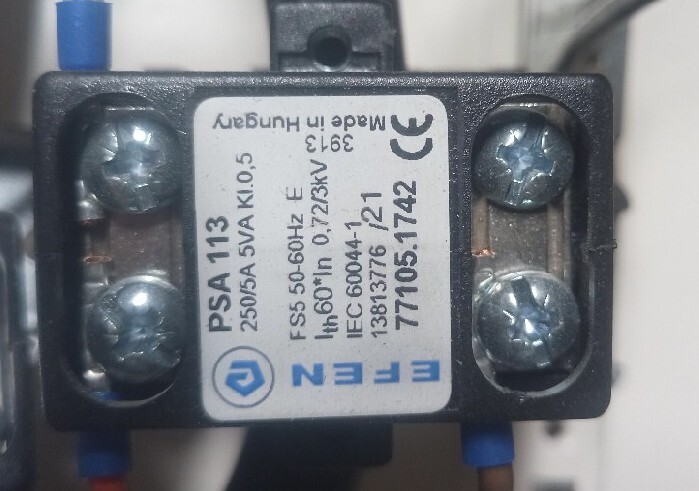 PSA 113
250/5A 5VA Kl.0,5
FS5 50-60Hz E
Ith60*In 0,72/3kV
IEC 60044-1
13813776 /21
77105.1742
EFEN
3913
Made in Hungary
CE